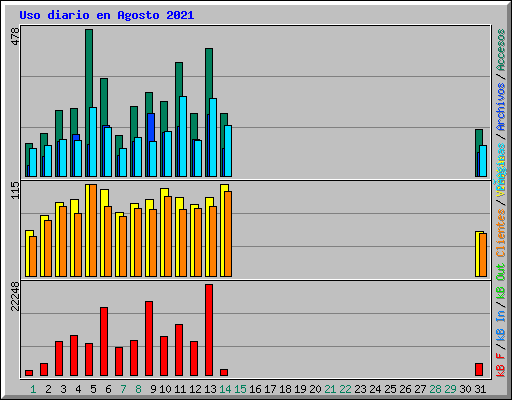 Uso diario en Agosto 2021
478
115
22248
1 2 3 4 5 6 7 8 9 10 11 12 13 14 15 16 17 18 19 20 21 22 23 24 25 26 27 28 29 30 31
kB F / kB In / kB Out Clientes / / Archivos / Accesos